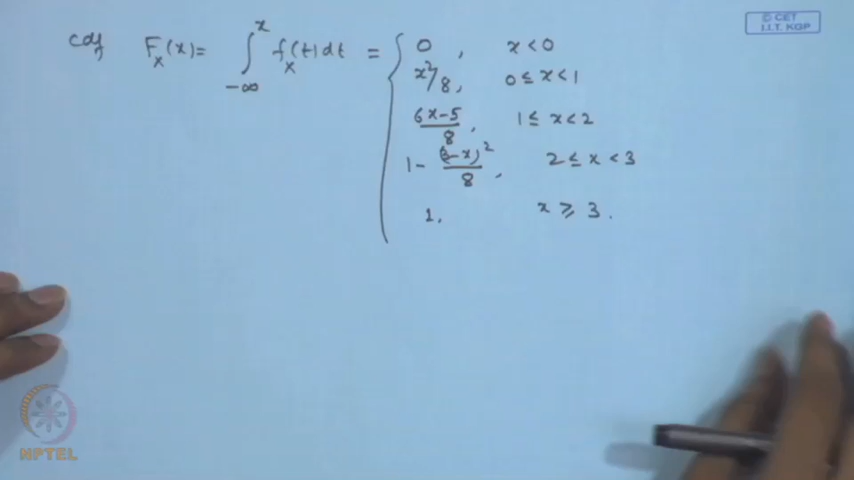 © CET
I.I.T. KGP
cdf F_X(x) = ∫_{-∞}^{x} f_X(t) dt = { 0 , x < 0
x²/8, 0 ≤ x < 1
(6x-5)/8 , 1 ≤ x < 2
1 - (3-x)²/8 , 2 ≤ x < 3
1, x ≥ 3.
NPTEL